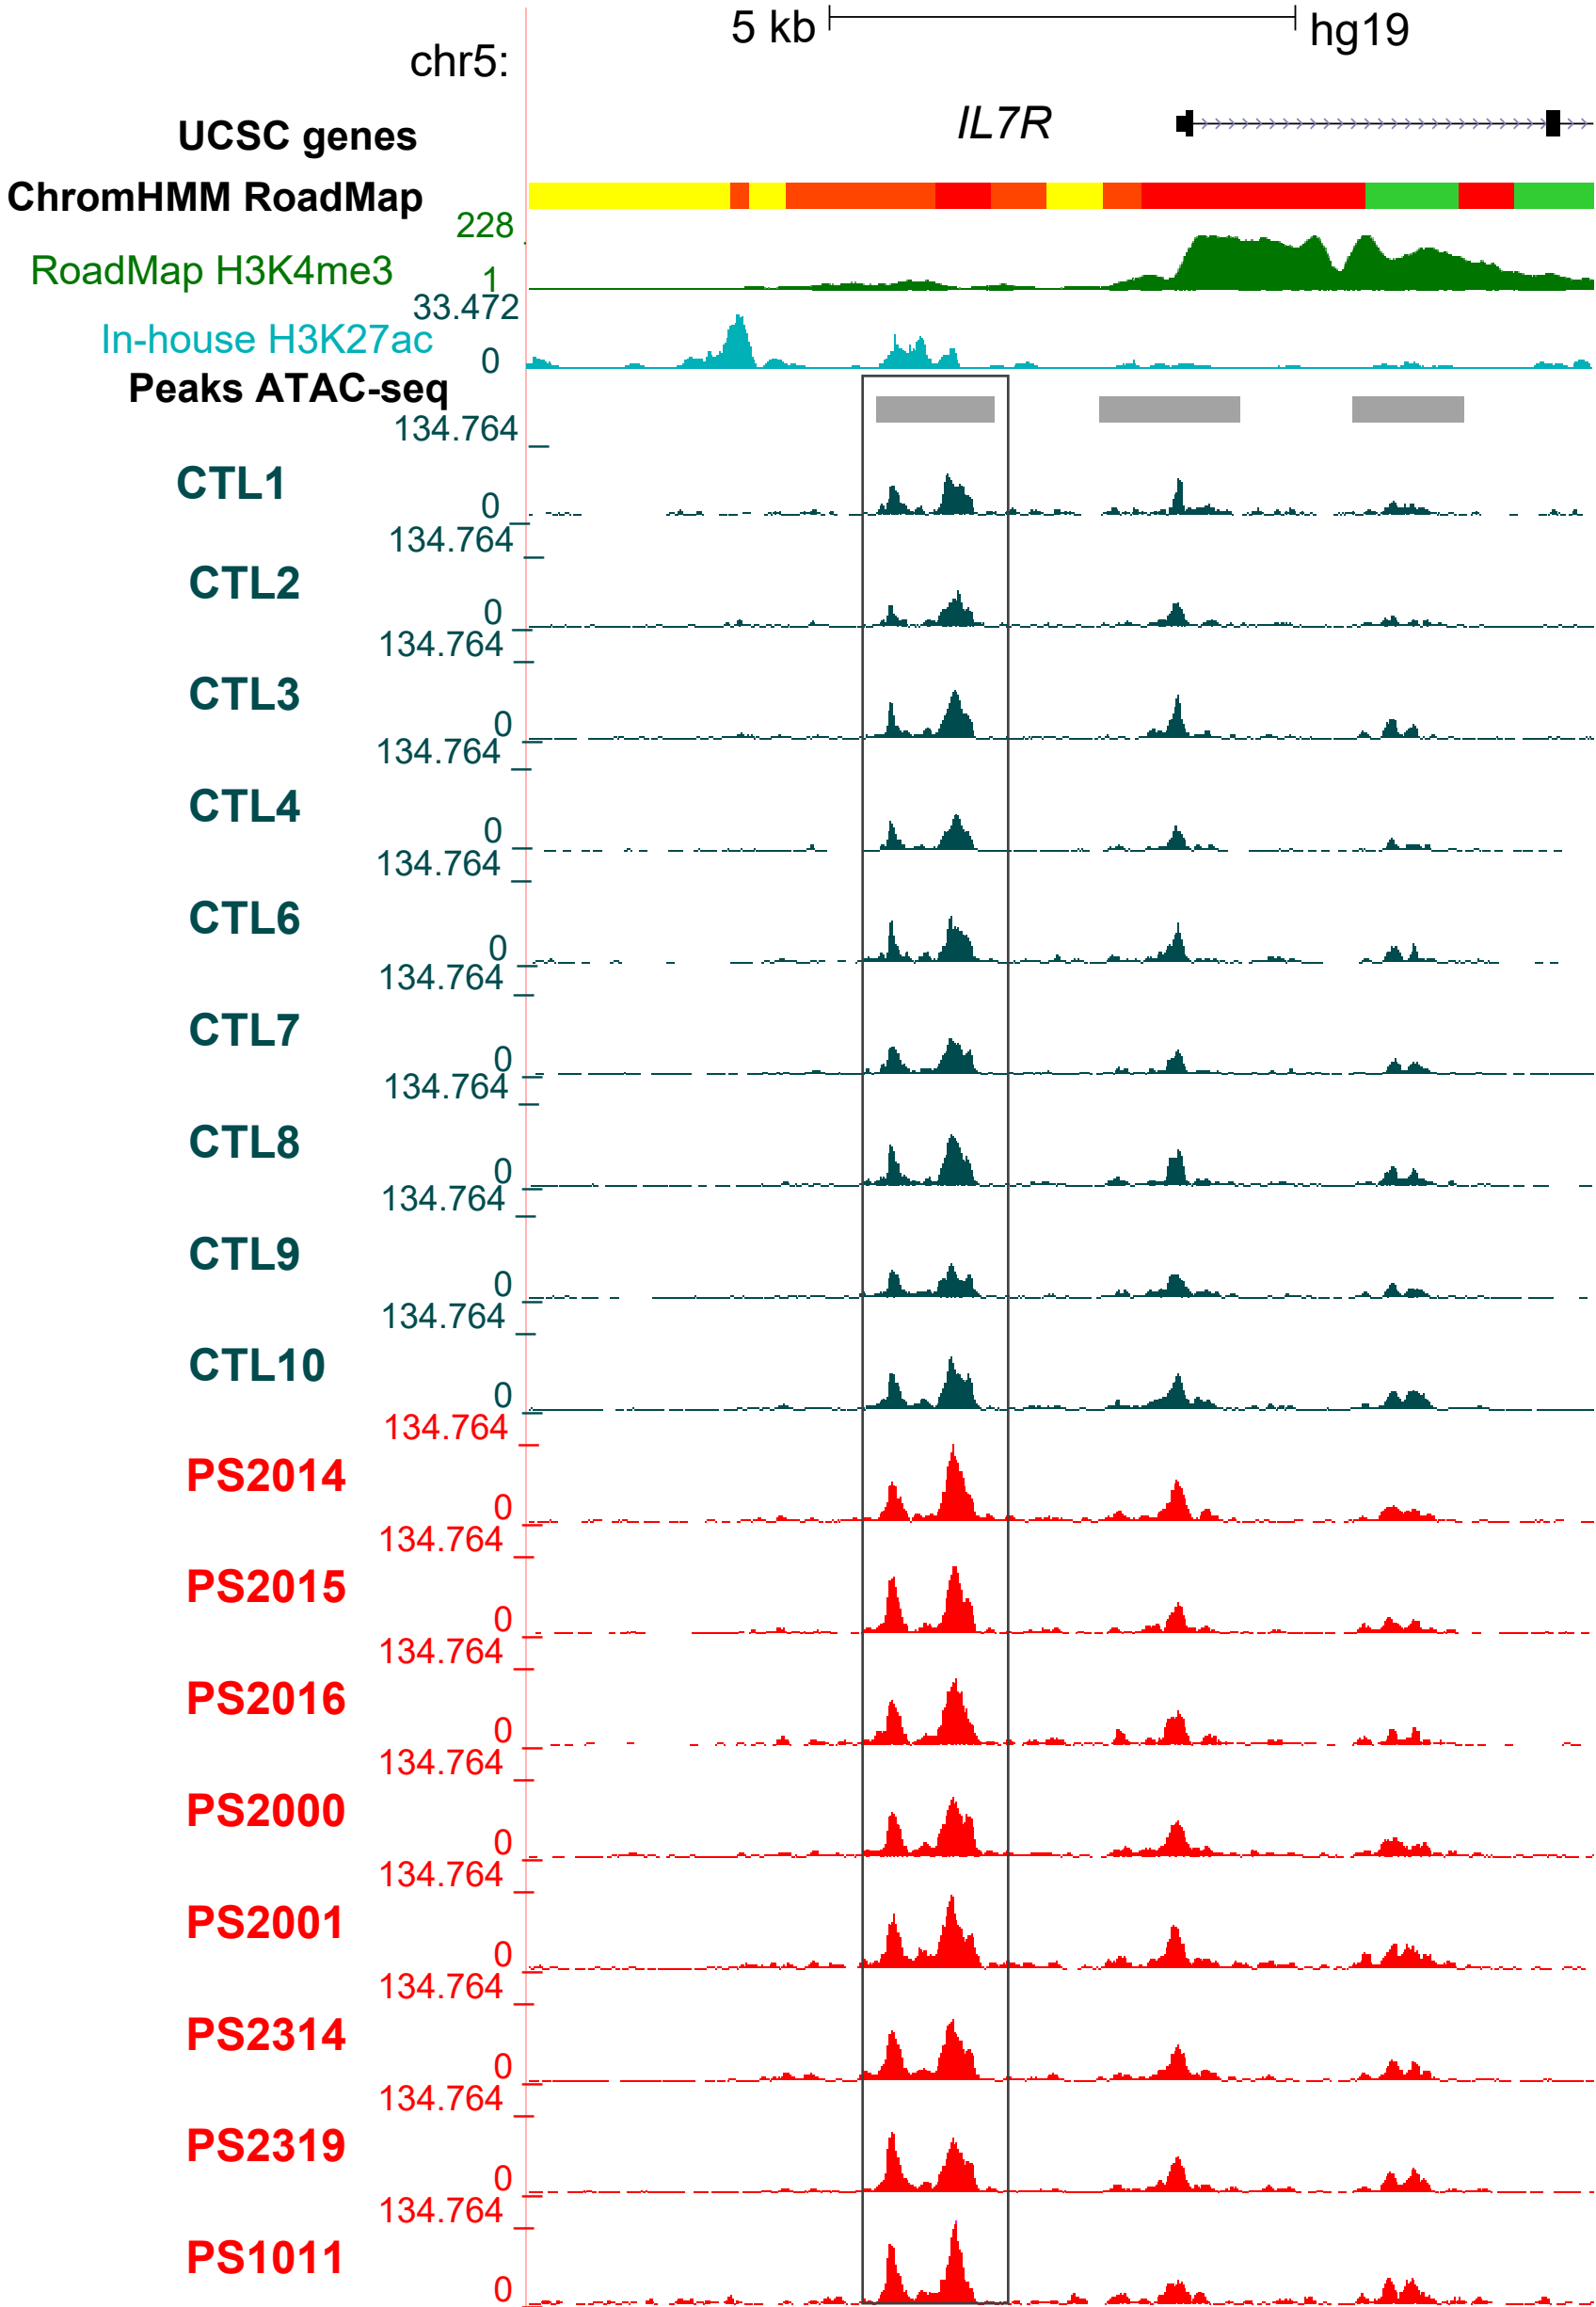 5 kb hg19
chr5:
IL7R
UCSC genes
ChromHMM RoadMap
228
RoadMap H3K4me3
1
33.472
In-house H3K27ac
0
Peaks ATAC-seq
134.764
CTL1
0
134.764
CTL2
0
134.764
CTL3
0
134.764
CTL4
0
134.764
CTL6
0
134.764
CTL7
0
134.764
CTL8
0
134.764
CTL9
0
134.764
CTL10
0
134.764
PS2014
0
134.764
PS2015
0
134.764
PS2016
0
134.764
PS2000
0
134.764
PS2001
0
134.764
PS2314
0
134.764
PS2319
0
134.764
PS1011
0